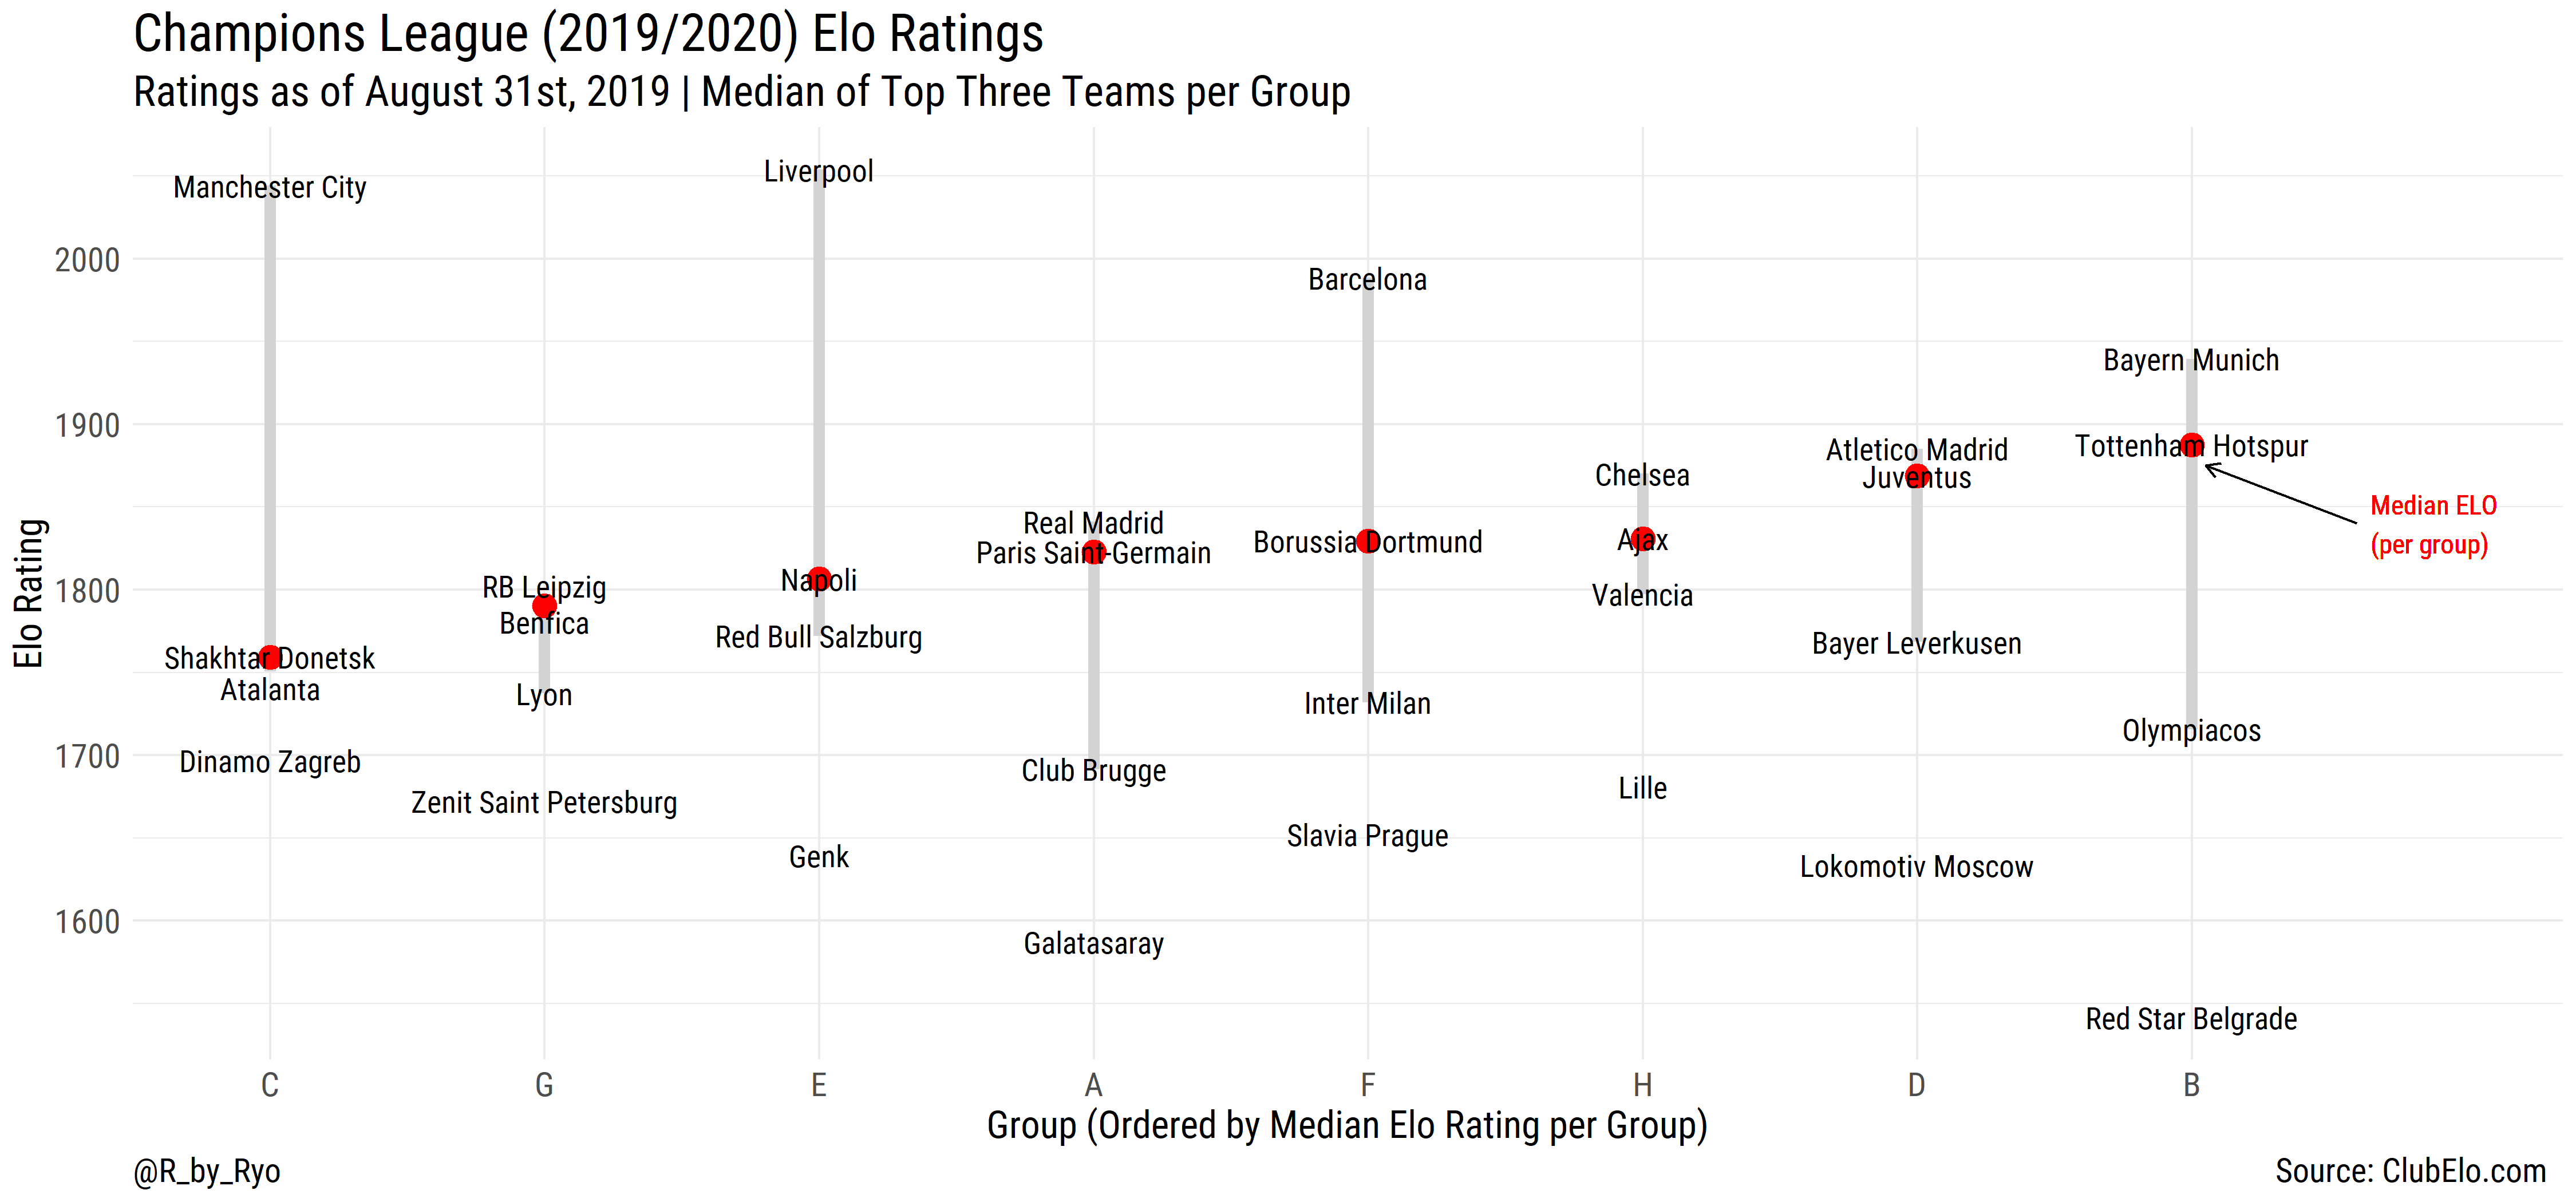 Champions League (2019/2020) Elo Ratings
Ratings as of August 31st, 2019 | Median of Top Three Teams per Group
Elo Rating
2000
1900
1800
1700
1600
Manchester City
Shakhtar Donetsk
Atalanta
Dinamo Zagreb
RB Leipzig
Benfica
Lyon
Zenit Saint Petersburg
Liverpool
Napoli
Red Bull Salzburg
Genk
Real Madrid
Paris Saint-Germain
Club Brugge
Galatasaray
Barcelona
Borussia Dortmund
Inter Milan
Slavia Prague
Chelsea
Ajax
Valencia
Lille
Atletico Madrid
Juventus
Bayer Leverkusen
Lokomotiv Moscow
Bayern Munich
Tottenham Hotspur
Olympiacos
Red Star Belgrade
Median ELO
(per group)
C G E A F H D B
Group (Ordered by Median Elo Rating per Group)
@R_by_Ryo
Source: ClubElo.com